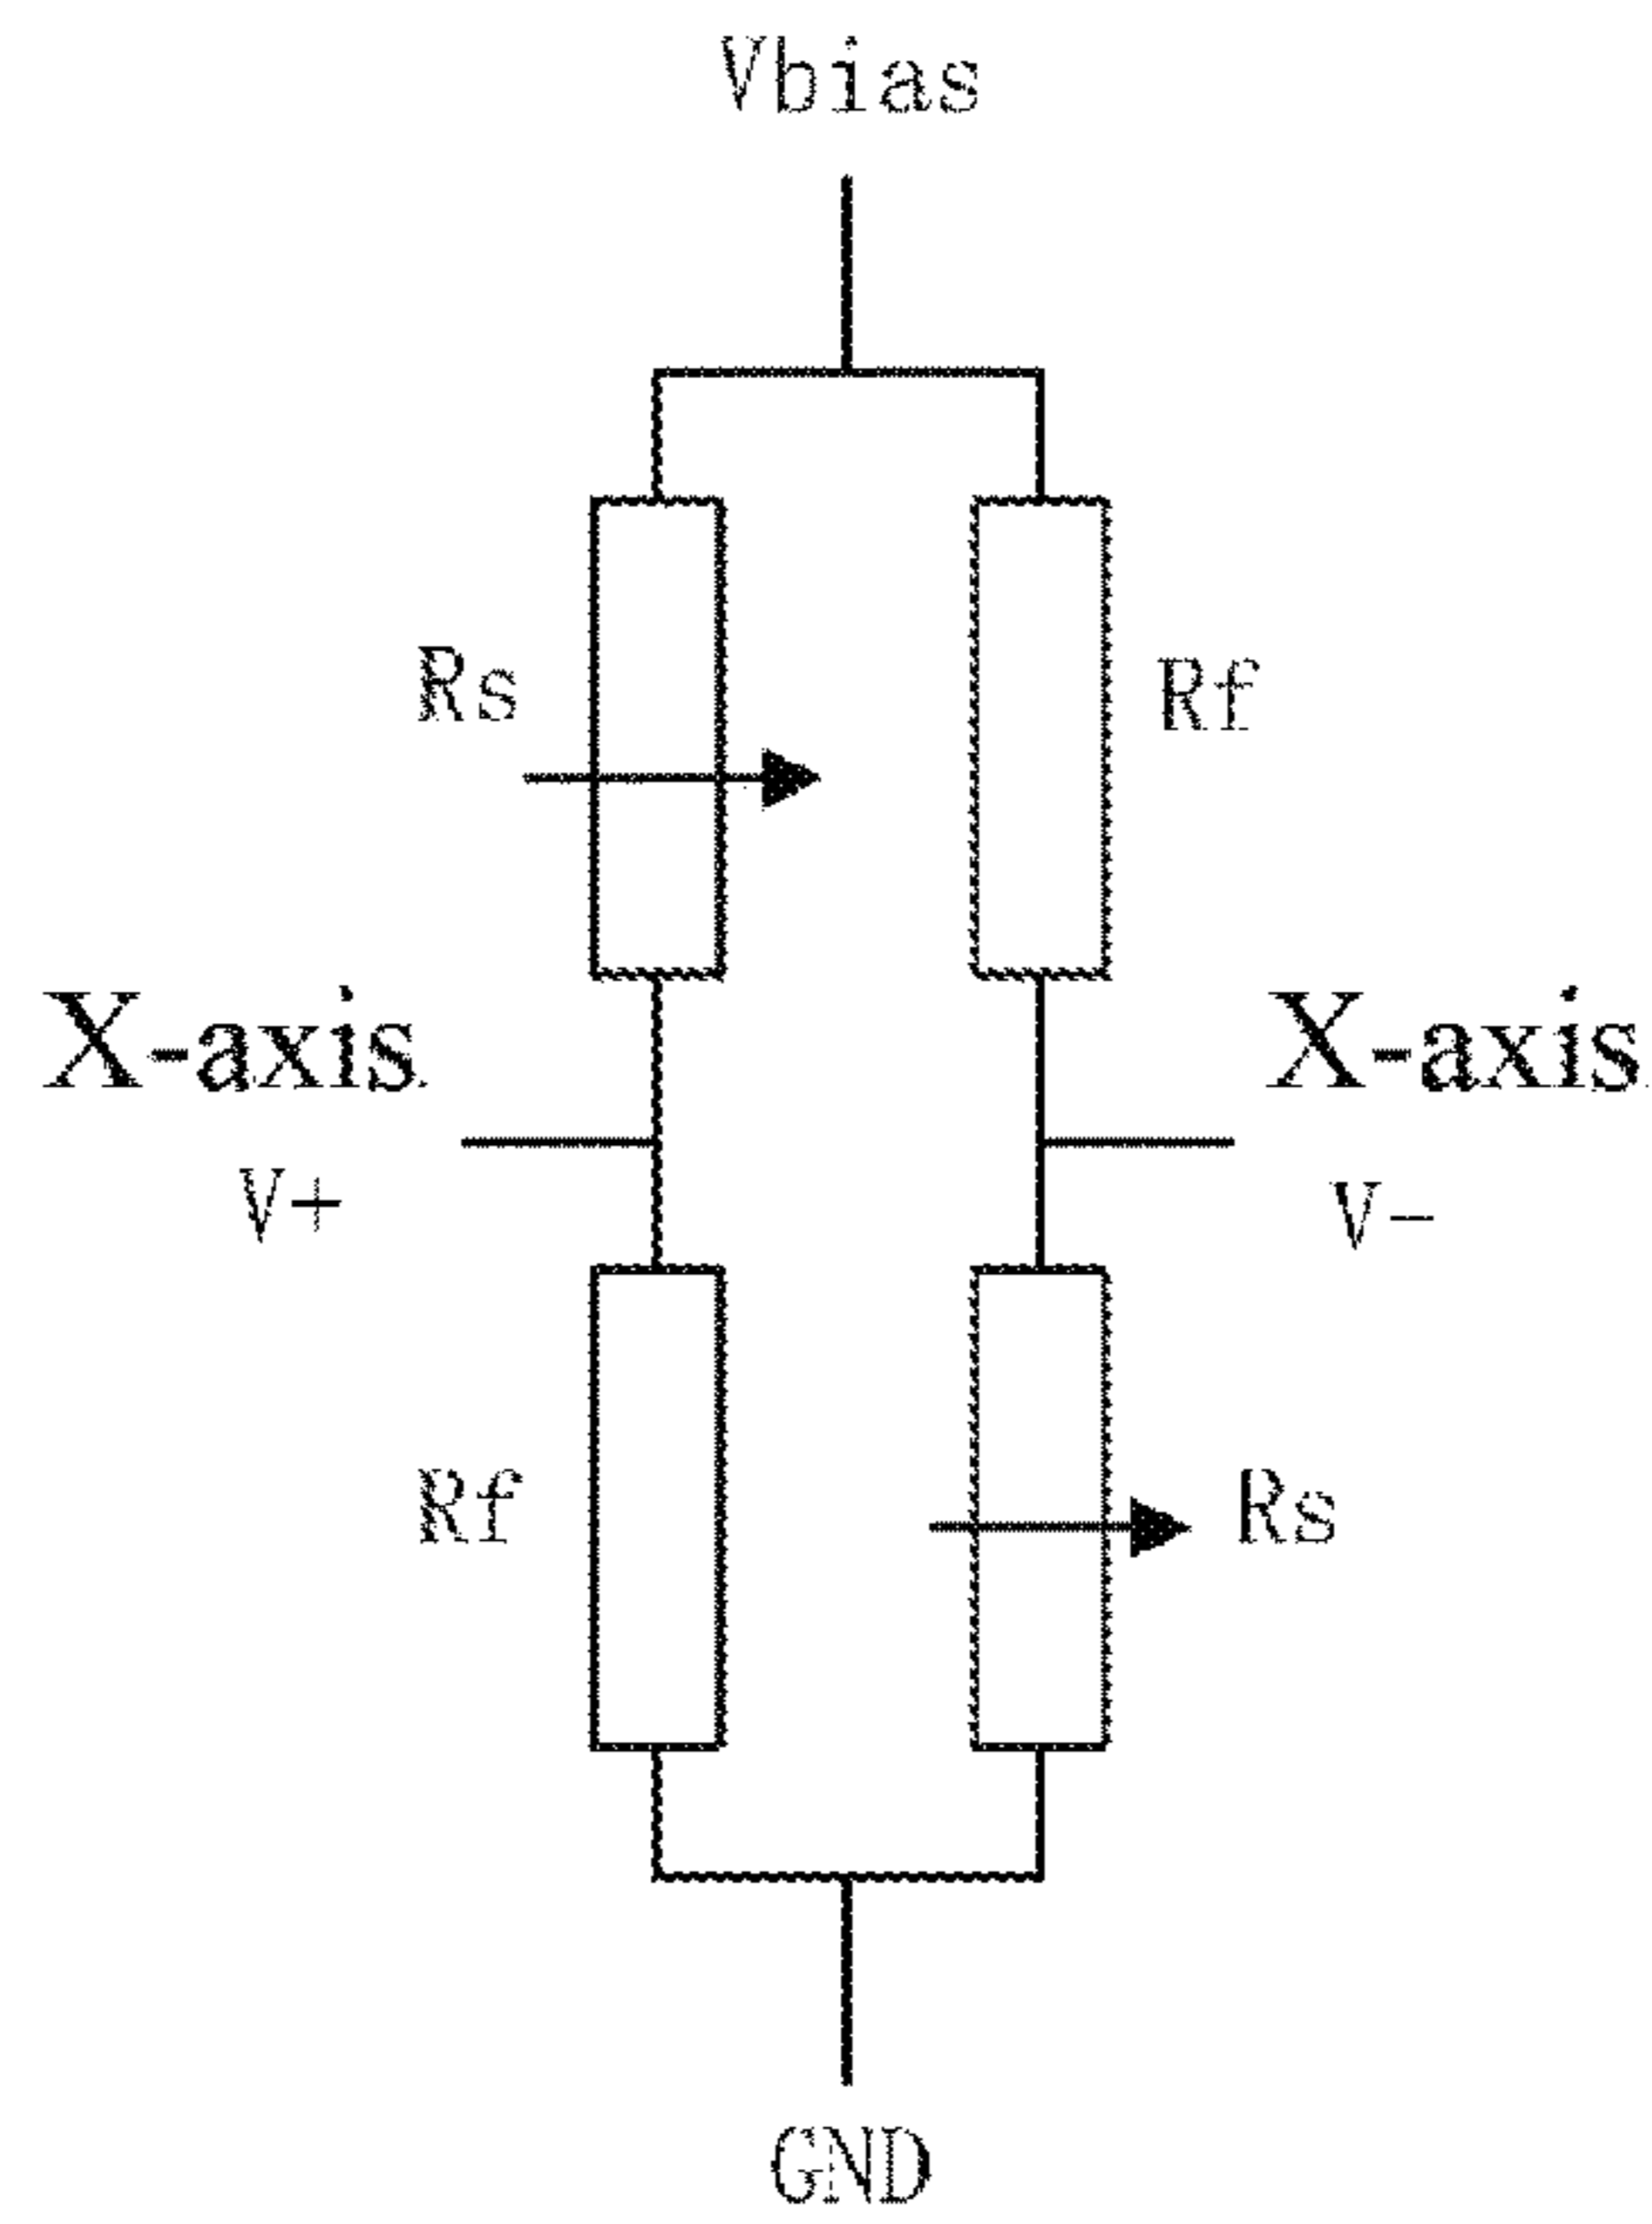 Vbias
Rs
Rf
X-axis
X-axis
V+
V-
Rf
Rs
GND